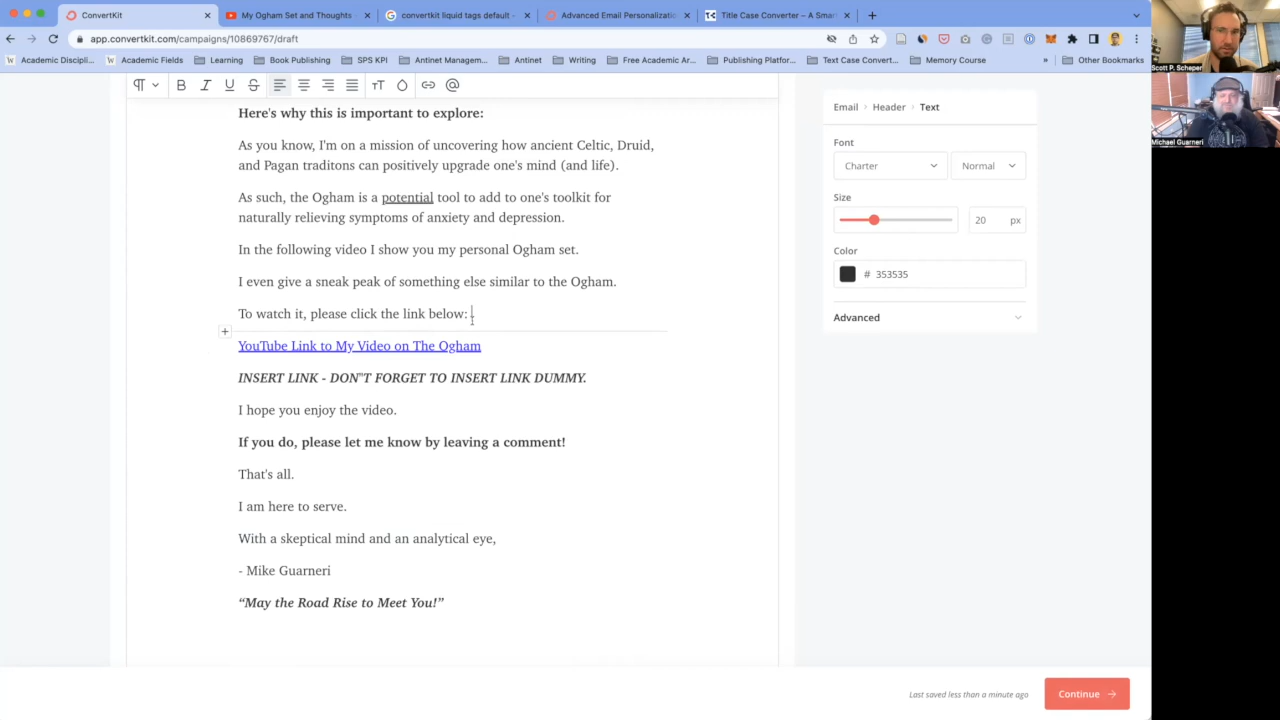 ConvertKit
My Ogham Set and Thoughts
convertkit liquid tags default -
Advanced Email Personalizatio
Title Case Converter – A Smar
app.convertkit.com/campaigns/10869767/draft
Academic Discipli...
Academic Fields
Learning
Book Publishing
SPS KPI
Antinet
Antinet Managem...
Writing
Free Academic Ar...
Publishing Platfor...
Text Case Convert...
Memory Course
Other Bookmarks
Scott P. Scheper
Michael Guarneri
Here's why this is important to explore:
As you know, I'm on a mission of uncovering how ancient Celtic, Druid,
and Pagan traditons can positively upgrade one's mind (and life).
As such, the Ogham is a potential tool to add to one's toolkit for
naturally relieving symptoms of anxiety and depression.
In the following video I show you my personal Ogham set.
I even give a sneak peak of something else similar to the Ogham.
To watch it, please click the link below:
YouTube Link to My Video on The Ogham
INSERT LINK - DON"T FORGET TO INSERT LINK DUMMY.
I hope you enjoy the video.
If you do, please let me know by leaving a comment!
That's all.
I am here to serve.
With a skeptical mind and an analytical eye,
- Mike Guarneri
“May the Road Rise to Meet You!”
Email > Header > Text
Font
Charter
Normal
Size
20 px
Color
# 353535
Advanced
Last saved less than a minute ago
Continue →